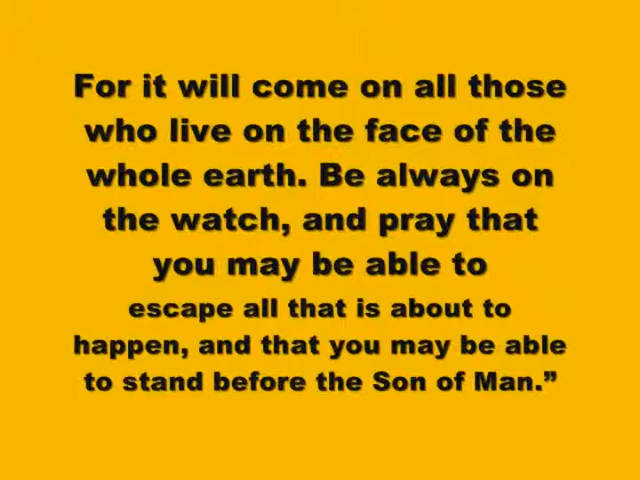 For it will come on all those
who live on the face of the
whole earth. Be always on
the watch, and pray that
you may be able to
escape all that is about to
happen, and that you may be able
to stand before the Son of Man.”